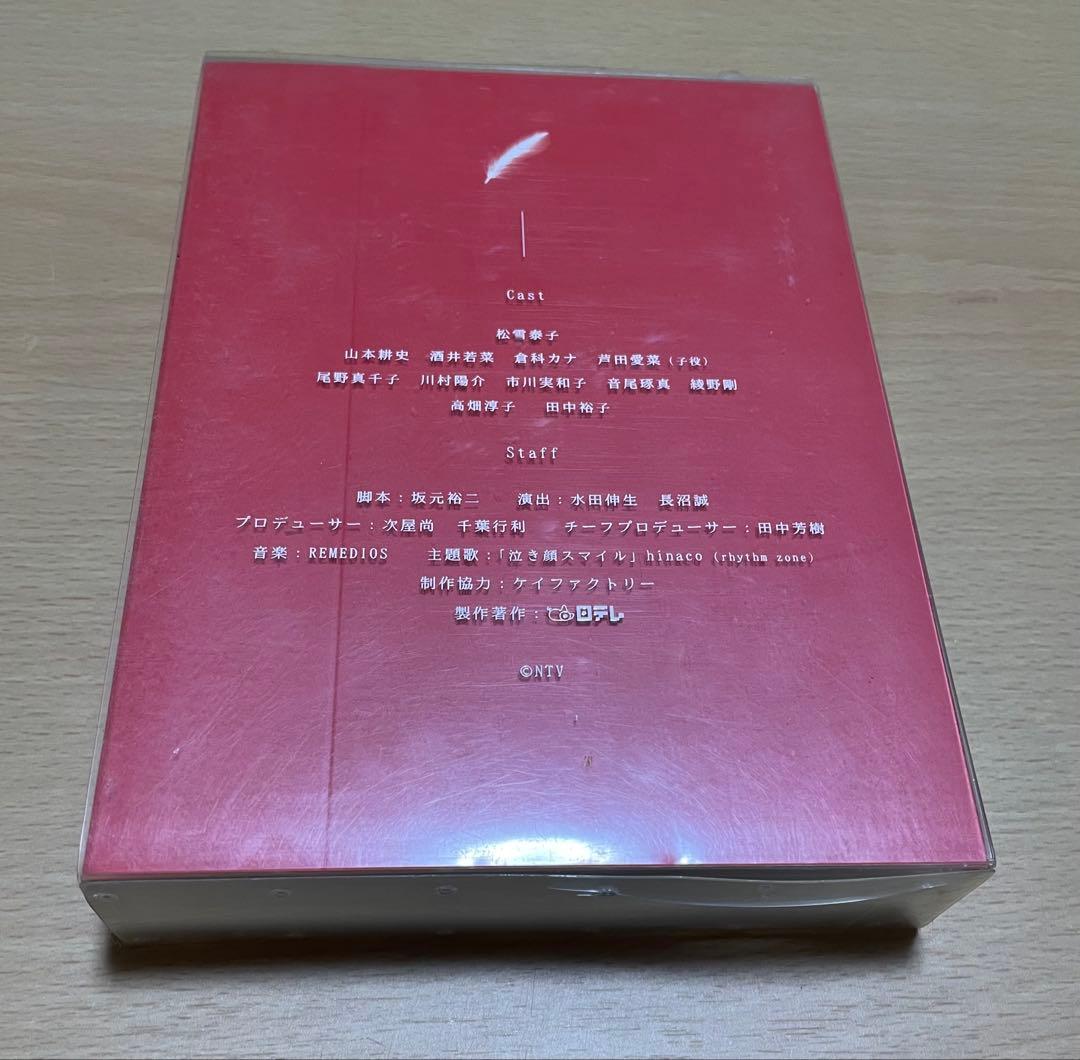 Cast
松雪泰子
山本耕史 酒井若菜 倉科カナ 芦田愛菜(子役)
尾野真千子 川村陽介 市川実和子 音尾琢真 綾野剛
高畑淳子 田中裕子
Staff
脚本:坂元裕二 演出:水田伸生 長沼誠
プロデューサー:次屋尚 千葉行利 チーフプロデューサー:田中芳樹
音楽:REMEDIOS 主題歌:「泣き顔スマイル」hinaco (rhythm zone)
制作協力:ケイファクトリー
製作著作:日テレ
©NTV